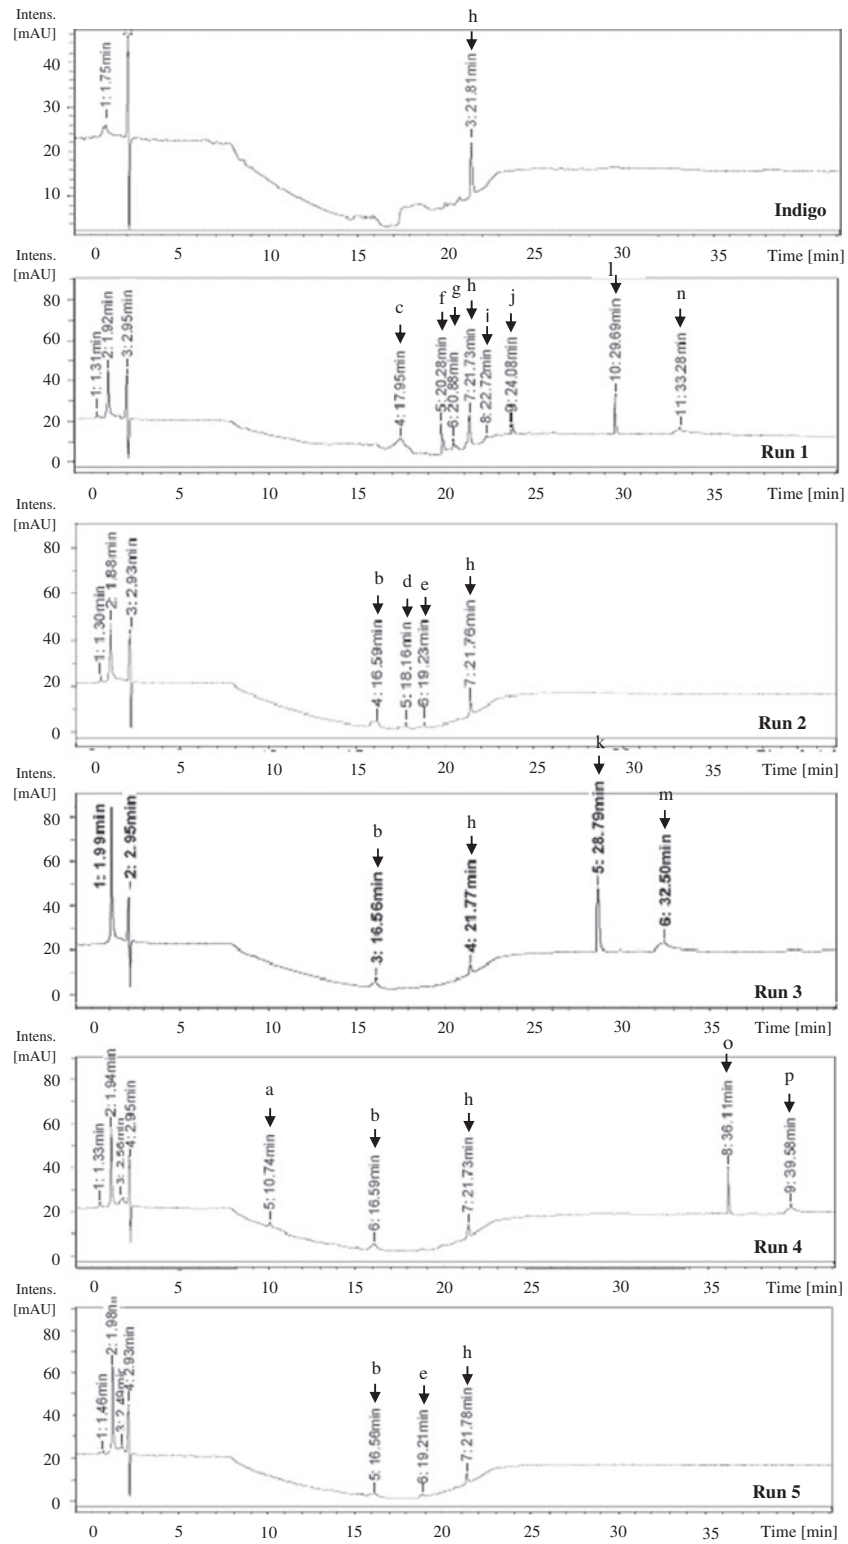 Intens.
[mAU]
h
40
30
20
10
1: 1.75min
3: 21.81min
Indigo
0 5 10 15 20 25 30 35 Time [min]
Intens.
[mAU]
c f g h i j l n
80
60
40
20
0
1: 1.31min
2: 1.92min
3: 2.95min
4: 17.95min
5: 20.28min
6: 20.88min
7: 21.73min
8: 22.72min
9: 24.08min
10: 29.69min
11: 33.28min
Run 1
0 5 10 15 20 25 30 35 Time [min]
Intens.
[mAU]
b d e h
80
60
40
20
0
1: 1.30min
2: 1.88min
3: 2.93min
4: 16.59min
5: 18.16min
6: 19.23min
7: 21.76min
Run 2
0 5 10 15 20 25 30 35 Time [min]
Intens.
[mAU]
b h k m
80
60
40
20
0
1: 1.99min
2: 2.95min
3: 16.56min
4: 21.77min
5: 28.79min
6: 32.50min
Run 3
0 5 10 15 20 25 30 35 Time [min]
Intens.
[mAU]
a b h o p
80
60
40
20
0
1: 1.33min
2: 1.94min
3: 2.56min
4: 2.95min
5: 10.74min
6: 16.59min
7: 21.73min
8: 36.11min
9: 39.58min
Run 4
0 5 10 15 20 25 30 35 Time [min]
Intens.
[mAU]
b e h
80
60
40
20
0
1: 1.46min
2: 1.98min
3: 2.49min
4: 2.93min
5: 16.56min
6: 19.21min
7: 21.78min
Run 5
0 5 10 15 20 25 30 35 Time [min]